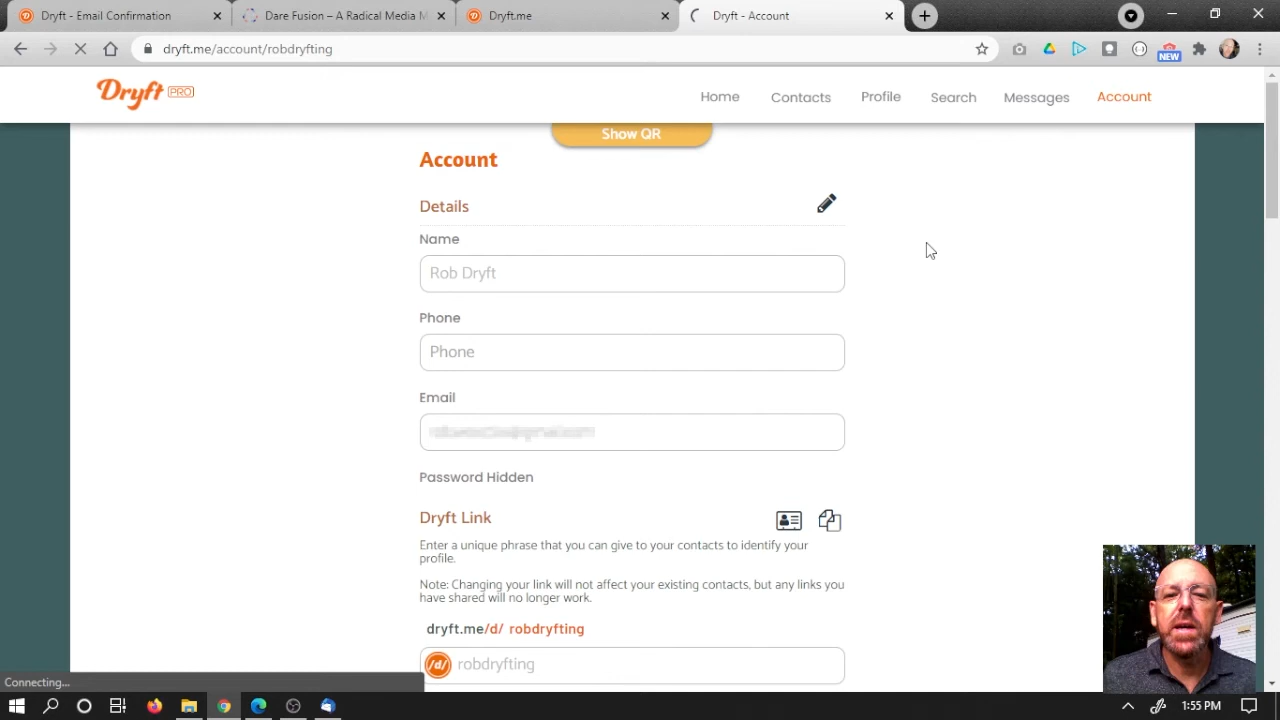 Dryft - Email Confirmation
Dare Fusion – A Radical Media M
Dryft.me
Dryft - Account
dryft.me/account/robdryfting
NEW
Dryft PRO
Home
Contacts
Profile
Search
Messages
Account
Show QR
Account
Details
Name
Rob Dryft
Phone
Phone
Email
Password Hidden
Dryft Link
Enter a unique phrase that you can give to your contacts to identify your
profile.
Note: Changing your link will not affect your existing contacts, but any links you
have shared will no longer work.
dryft.me/d/ robdryfting
/d/ robdryfting
Connecting...
1:55 PM